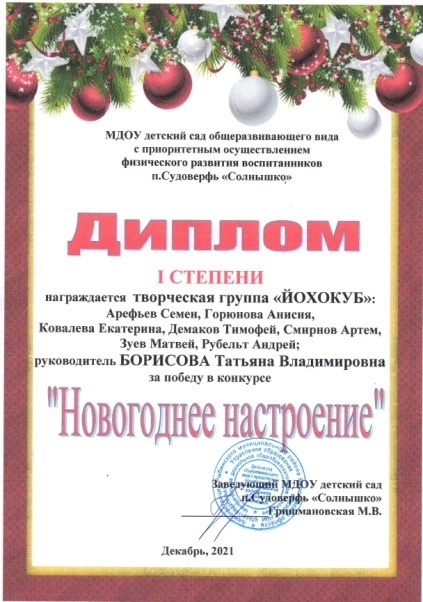 МДОУ детский сад общеразвивающего вида
с приоритетным осуществлением
физического развития воспитанников
п.Судоверфь «Солнышко»
Диплом
I СТЕПЕНИ
награждается творческая группа «ЙОХОКУБ»:
Арефьев Семен, Горюнова Анисия,
Ковалева Екатерина, Демаков Тимофей, Смирнов Артем,
Зуев Матвей, Рубельт Андрей;
руководитель БОРИСОВА Татьяна Владимировна
за победу в конкурсе
"Новогоднее настроение"
Заведующий МДОУ детский сад
п.Судоверфь «Солнышко»
Гришмановская М.В.
Декабрь, 2021